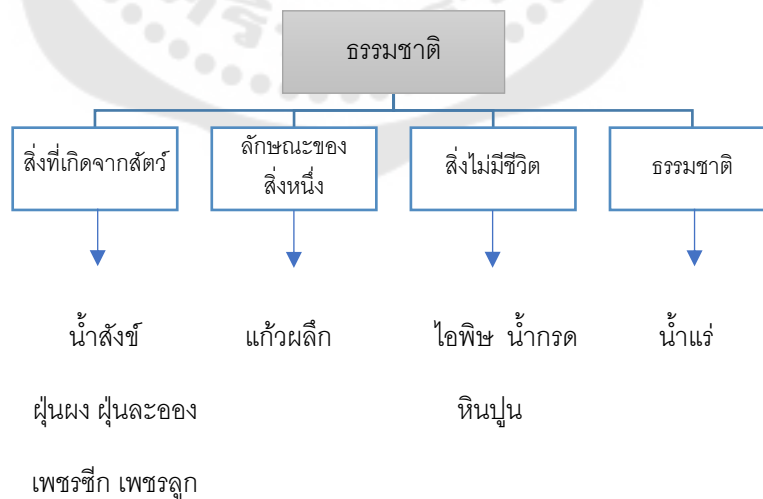 ธรรมชาติ
สิ่งที่เกิดจากสัตว์
ลักษณะของ
สิ่งหนึ่ง
สิ่งไม่มีชีวิต
ธรรมชาติ
น้ำสังข์
แก้วผลึก
ไอพิษ น้ำกรด
น้ำแร่
ฝุ่นผง ฝุ่นละออง
หินปูน
เพชรซีก เพชรลูก